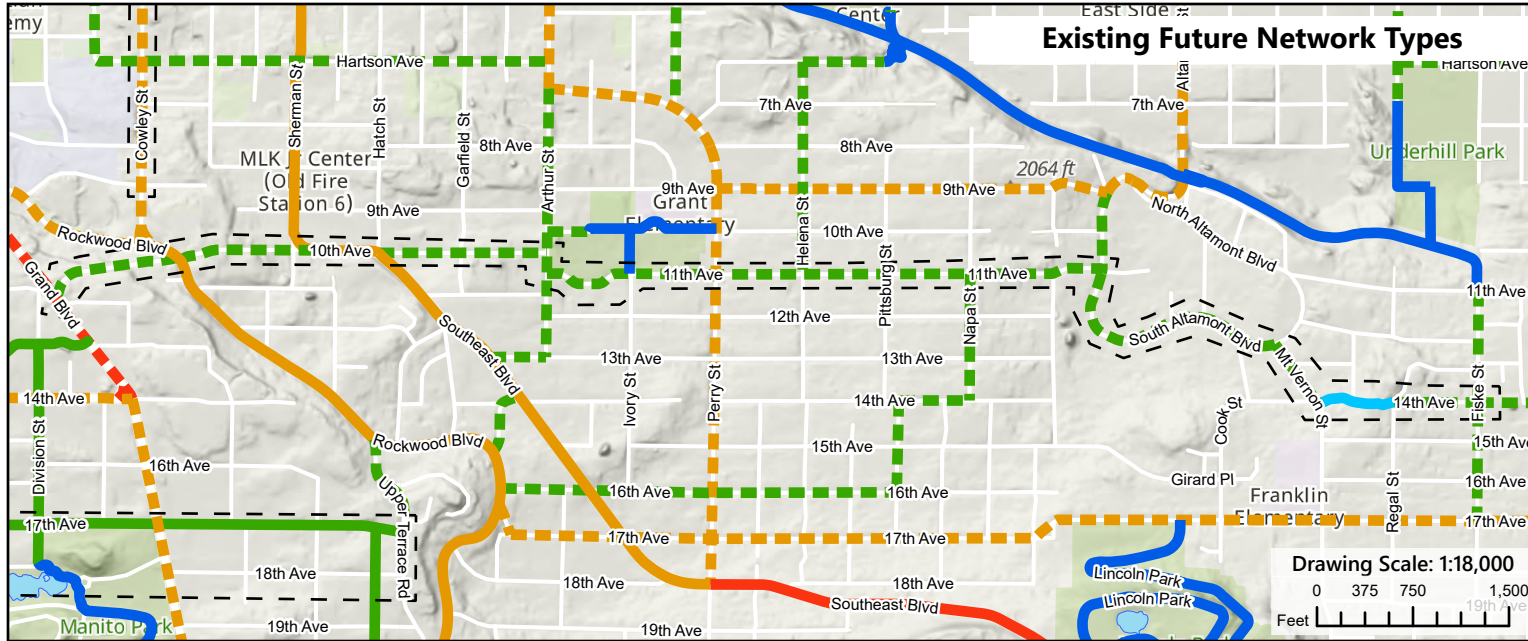 Center
East Side
Existing Future Network Types
emy
Hartson Ave
Hartson Ave
Cowley St
Sherman St
Hatch St
Garfield St
Arthur St
7th Ave
7th Ave
8th Ave
8th Ave
MLK Jr Center
(Old Fire
Station 6)
Underhill Park
2064 ft
9th Ave
9th Ave
9th Ave
Grant
Elementary
Helena St
North Altamont Blvd
Rockwood Blvd
10th Ave
10th Ave
Grand Blvd
11th Ave
11th Ave
11th Ave
Pittsburg St
Napa St
12th Ave
Southeast Blvd
South Altamont Blvd
13th Ave
13th Ave
Ivory St
Perry St
Mt Vernon St
14th Ave
14th Ave
14th Ave
Fiske St
Cook St
Division St
Rockwood Blvd
15th Ave
15th Ave
16th Ave
16th Ave
16th Ave
16th Ave
Girard Pl
Upper Terrace Rd
Franklin
Elementary
Regal St
17th Ave
17th Ave
17th Ave
17th Ave
Drawing Scale: 1:18,000
0 375 750 1,500
Feet
18th Ave
18th Ave
18th Ave
Lincoln Park
Lincoln Park
Southeast Blvd
19th Ave
Manito Park
19th Ave
19th Ave